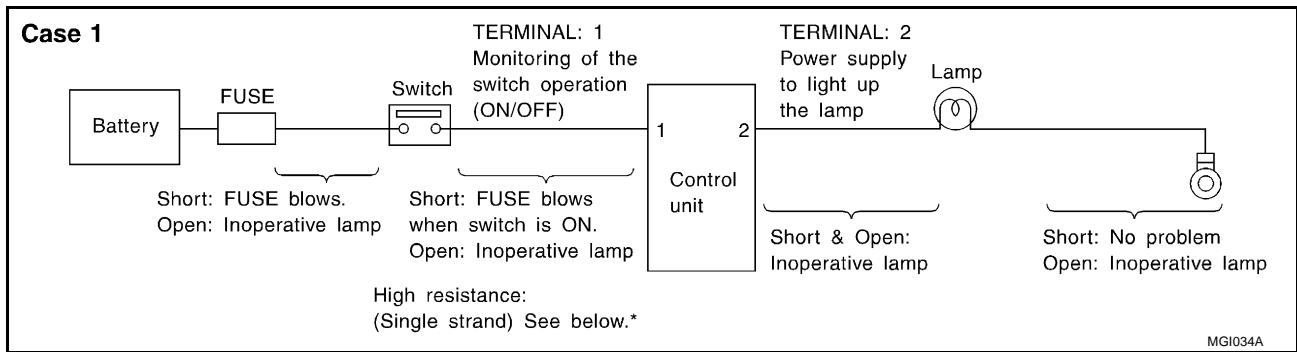 Case 1
TERMINAL: 1
Monitoring of the
switch operation
(ON/OFF)
TERMINAL: 2
Power supply
to light up
the lamp
Lamp
Switch
FUSE
Battery
1
2
Control
unit
Short: FUSE blows.
Open: Inoperative lamp
Short: FUSE blows
when switch is ON.
Open: Inoperative lamp
Short & Open:
Inoperative lamp
Short: No problem
Open: Inoperative lamp
High resistance:
(Single strand) See below.*
MGI034A